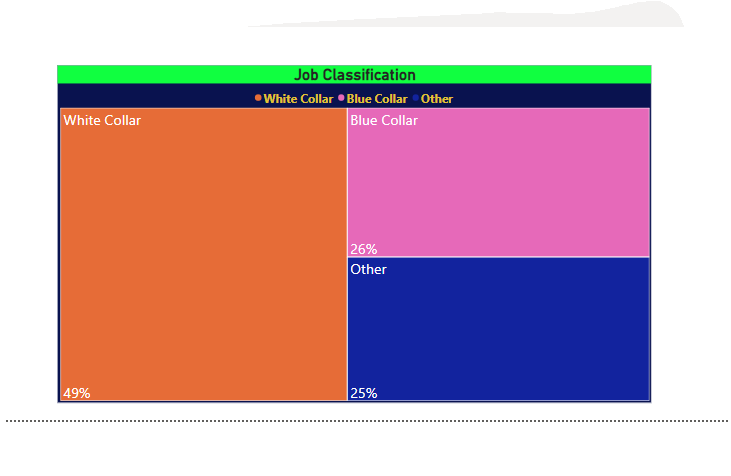 Job Classification
White Collar Blue Collar Other
White Collar
49%
Blue Collar
26%
Other
25%